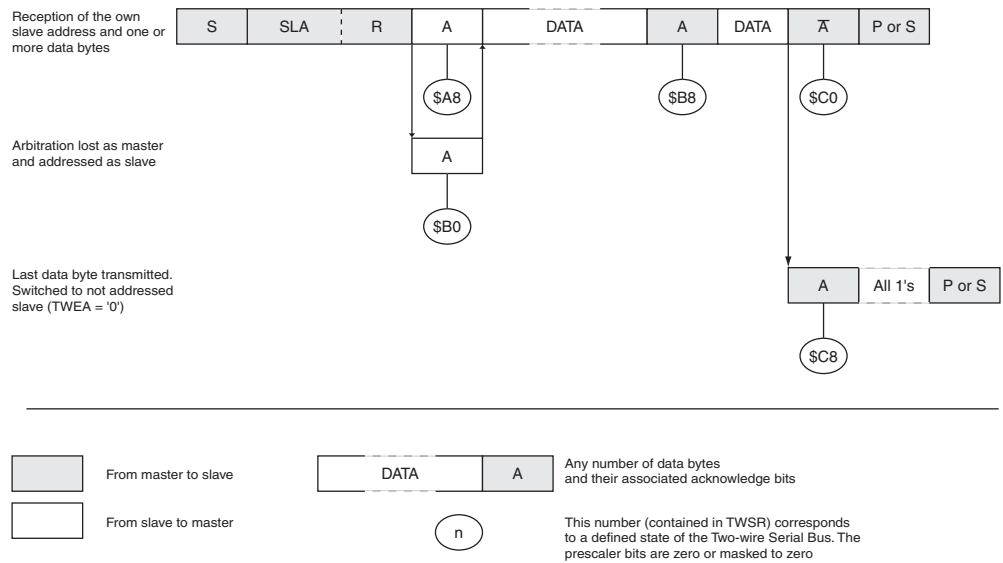 Reception of the own
slave address and one or
more data bytes
S SLA R A DATA A DATA A̅ P or S
$A8 $B8 $C0
Arbitration lost as master
and addressed as slave
A
$B0
Last data byte transmitted.
Switched to not addressed
slave (TWEA = '0')
A All 1's P or S
$C8
From master to slave
DATA A
Any number of data bytes
and their associated acknowledge bits
From slave to master
n
This number (contained in TWSR) corresponds
to a defined state of the Two-wire Serial Bus. The
prescaler bits are zero or masked to zero